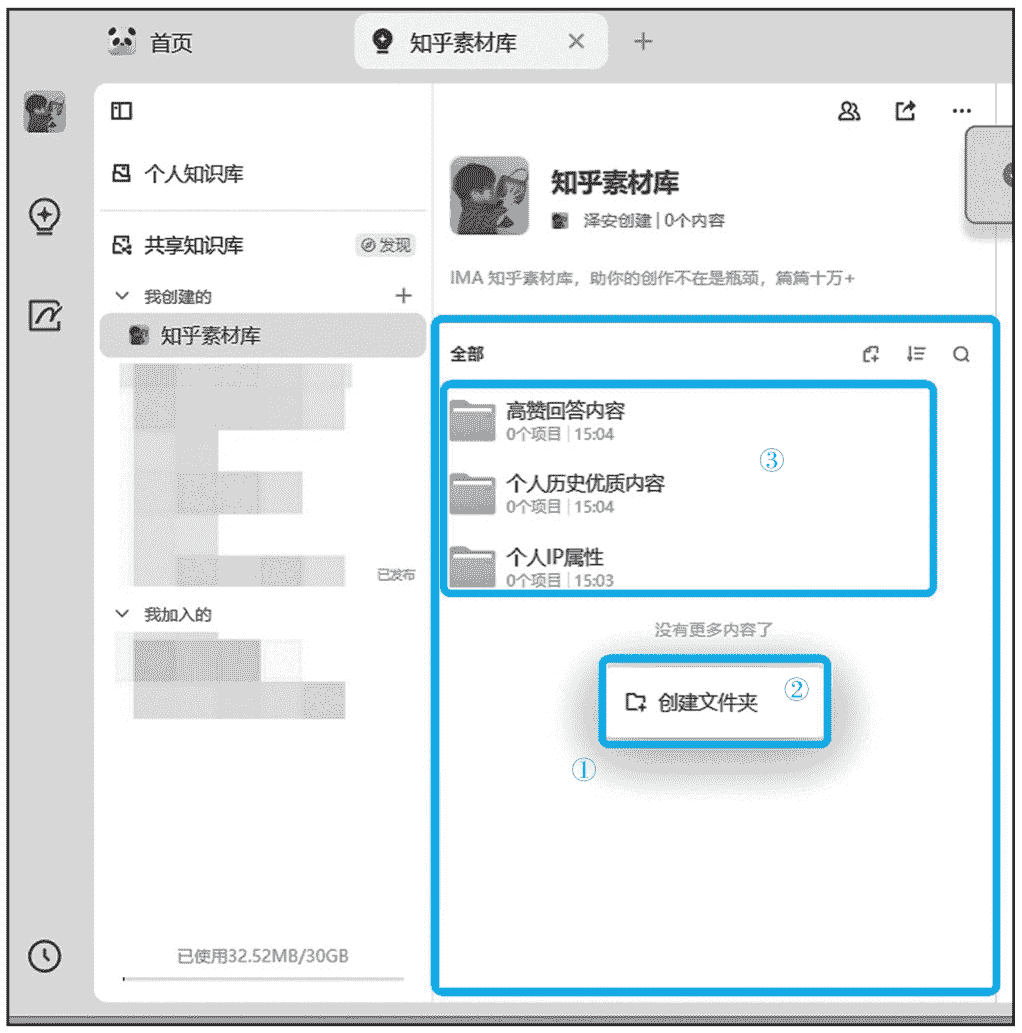 首页
知乎素材库
个人知识库
共享知识库
发现
我创建的
知乎素材库
已发布
我加入的
已使用32.52MB/30GB
知乎素材库
泽安创建 | 0个内容
IMA 知乎素材库，助你的创作不在是瓶颈，篇篇十万+
全部
高赞回答内容
0个项目 | 15:04
③
个人历史优质内容
0个项目 | 15:04
个人IP属性
0个项目 | 15:03
没有更多内容了
创建文件夹
②
①